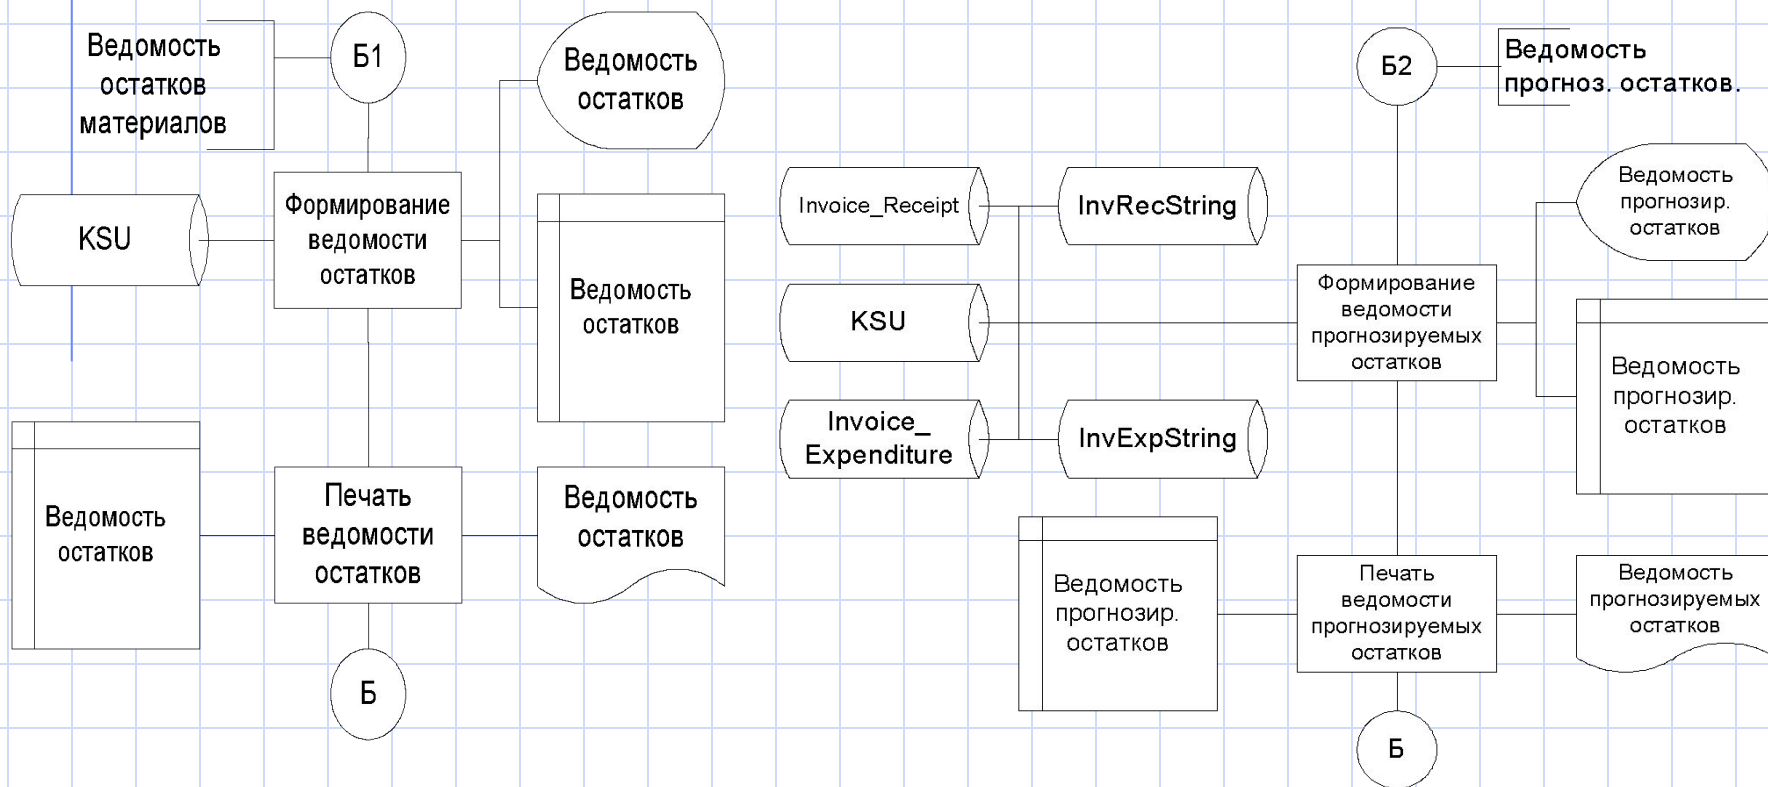 Ведомость
остатков
материалов
Б1
Ведомость
остатков
KSU
Формирование
ведомости
остатков
Ведомость
остатков
Ведомость
остатков
Печать
ведомости
остатков
Ведомость
остатков
Б
Б2
Ведомость
прогноз. остатков.
Invoice_Receipt
InvRecString
Ведомость
прогнозир.
остатков
KSU
Формирование
ведомости
прогнозируемых
остатков
Ведомость
прогнозир.
остатков
Invoice_
Expenditure
InvExpString
Ведомость
прогнозир.
остатков
Печать
ведомости
прогнозируемых
остатков
Ведомость
прогнозируемых
остатков
Б